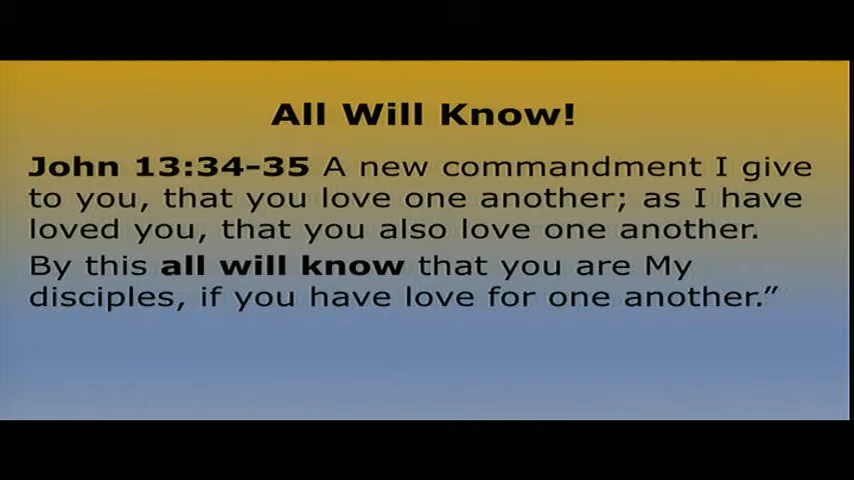 All Will Know!
John 13:34-35 A new commandment I give
to you, that you love one another; as I have
loved you, that you also love one another.
By this all will know that you are My
disciples, if you have love for one another.”